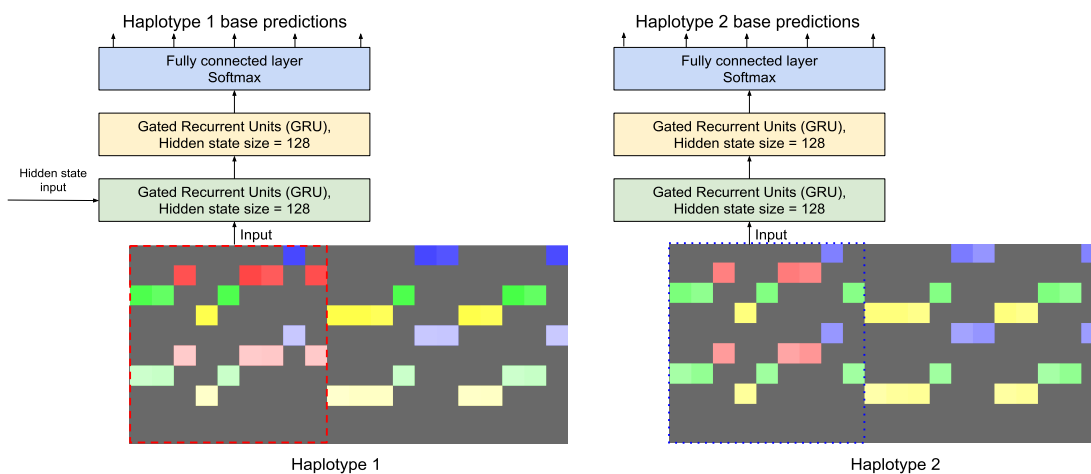 Haplotype 1 base predictions
Fully connected layer
Softmax
Gated Recurrent Units (GRU),
Hidden state size = 128
Hidden state
input
Gated Recurrent Units (GRU),
Hidden state size = 128
Input
Haplotype 1
Haplotype 2 base predictions
Fully connected layer
Softmax
Gated Recurrent Units (GRU),
Hidden state size = 128
Gated Recurrent Units (GRU),
Hidden state size = 128
Input
Haplotype 2